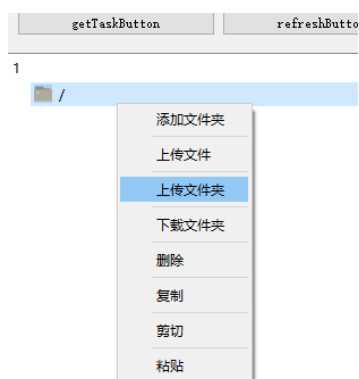 getTaskButton refreshButto
1
/
添加文件夹
上传文件
上传文件夹
下载文件夹
删除
复制
剪切
粘贴